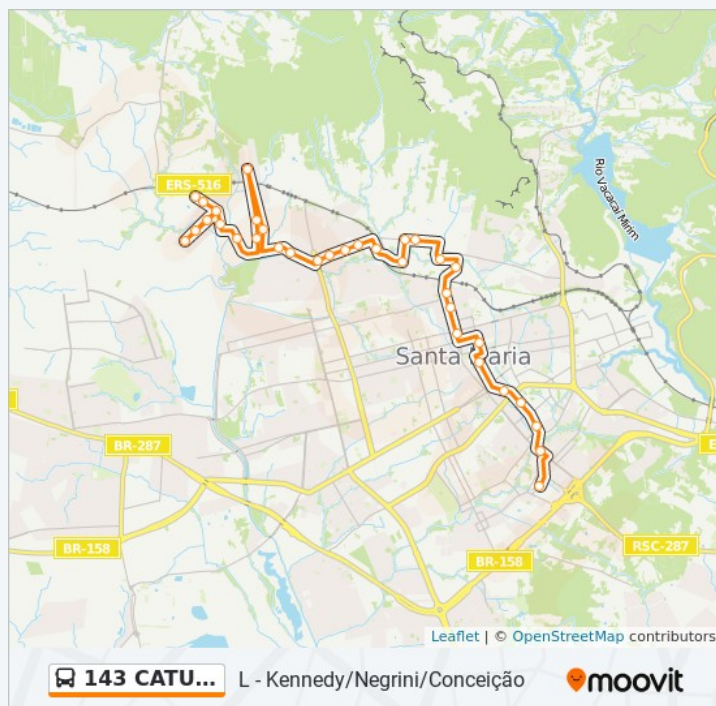 ERS-516
Rio Vacacaí Mirim
Santa Maria
BR-287
BR-158
BR-158
RSC-287
E
Leaflet | © OpenStreetMap contributors
143 CATU...
L - Kennedy/Negrini/Conceição
moovit